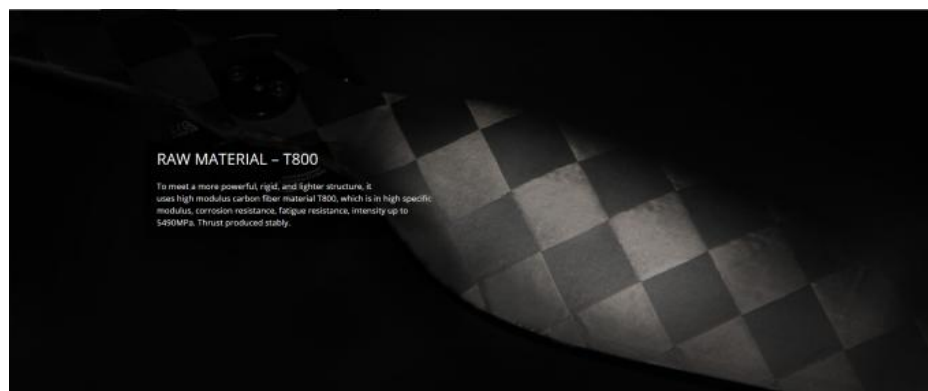 RAW MATERIAL – T800
To meet a more powerful, rigid, and lighter structure, it
uses high modulus carbon fiber material T800, which is in high specific
modulus, corrosion resistance, fatigue resistance, intensity up to
5490MPa. Thrust produced stably.